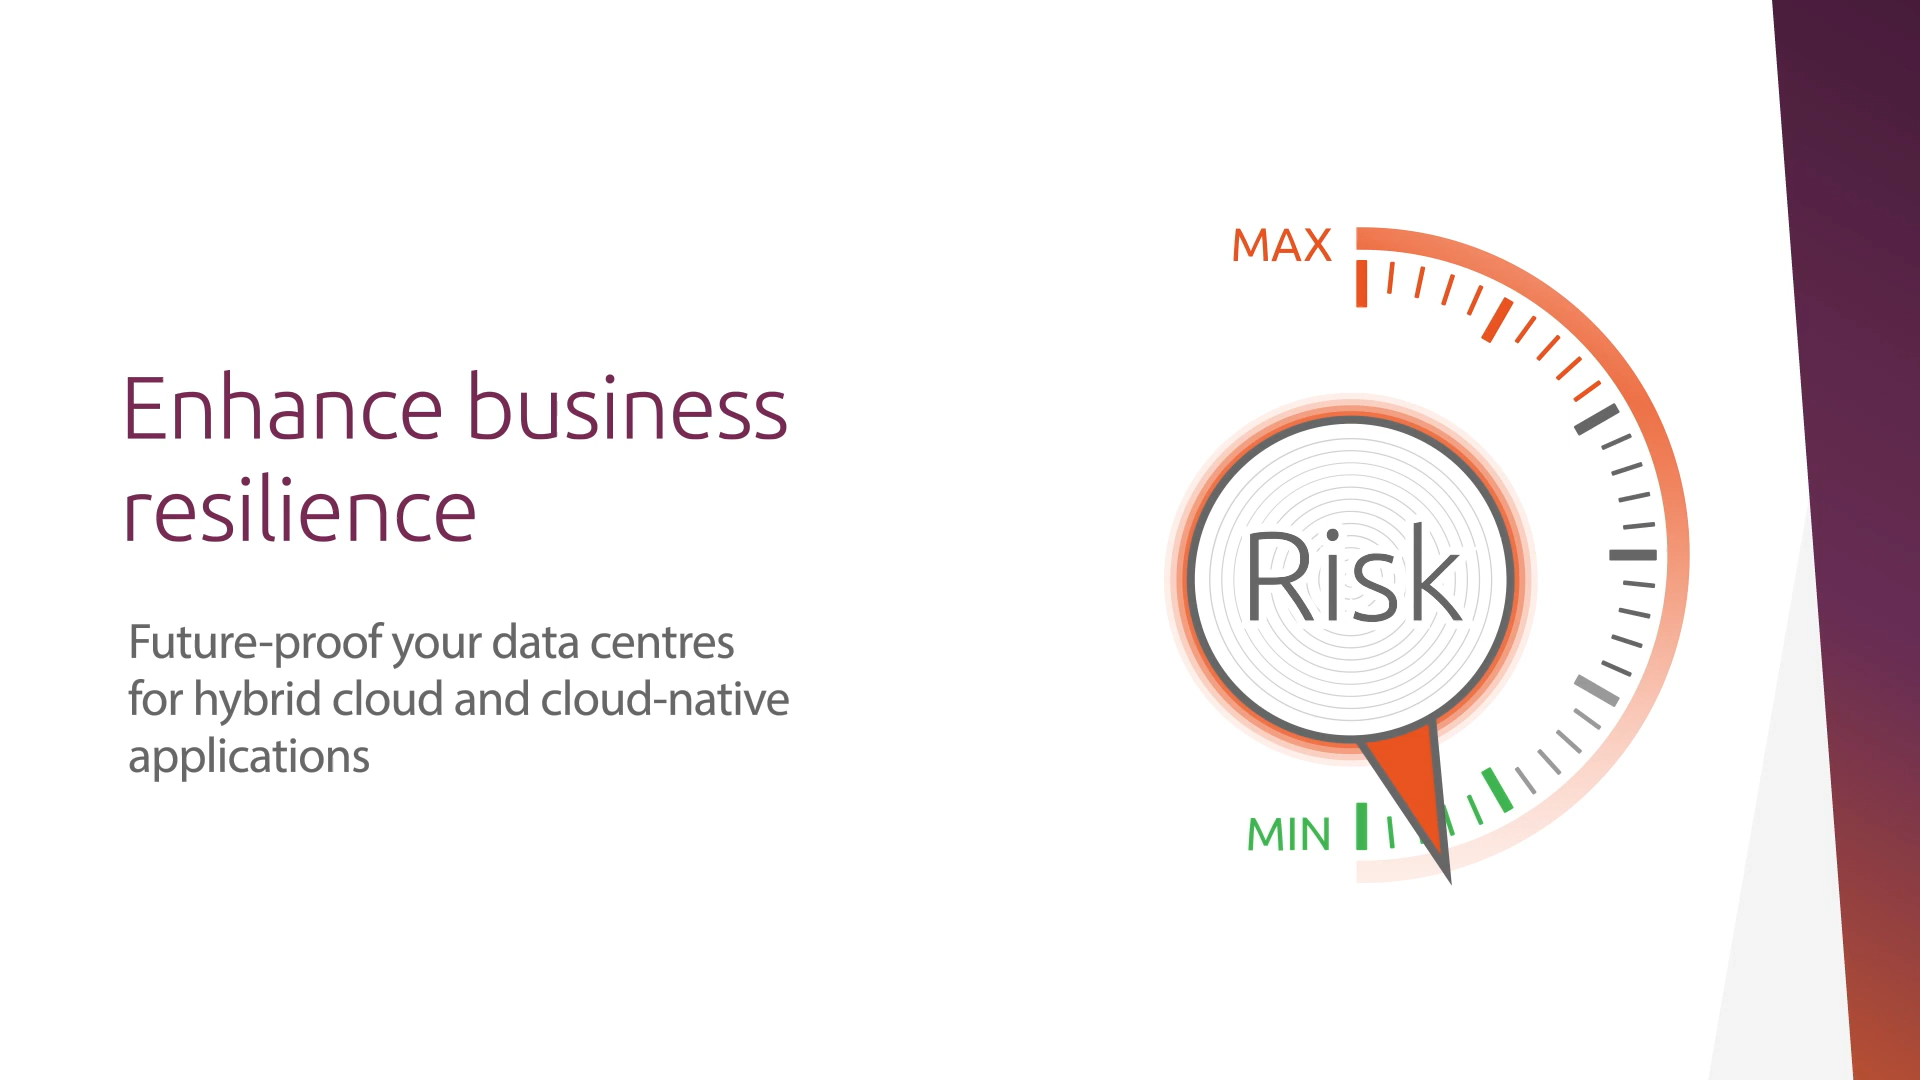 Enhance business
resilience
Future-proof your data centres
for hybrid cloud and cloud-native
applications
MAX
Risk
MIN